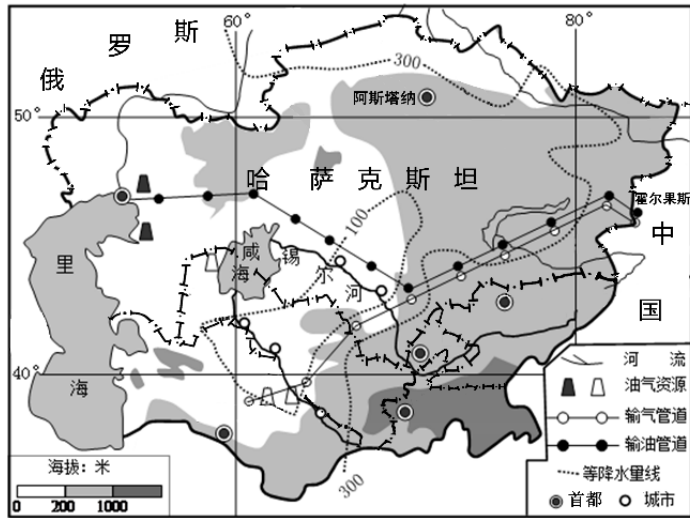 60°
80°
俄罗斯
300
阿斯塔纳
50°
哈萨克斯坦
霍尔果斯
100
里海
咸海
锡尔河
中国
40°
300
河流
油气资源
输气管道
输油管道
等降水量线
首都
城市
海拔：米
0 200 1000